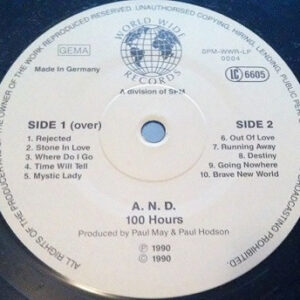 OF THE WORK REPRODUCED RESERVED. UNAUTHORISED COPYING, HIRING, LENDING, PUBLIC
WORLD WIDE
RECORDS
GEMA
Made in Germany
SPM-WWR-LP
0004
LC 6605
A division of SPM
SIDE 1 (over)
1 Rejected
2 Stone in Love
3 Where Do I Go
4 Time Will Tell
5 Mystic Lady
SIDE 2
6 Out Of Love
7 Running Away
8 Destiny
9 Going Nowhere
10 Brave New World
A. N. D.
100 Hours
Produced by Paul May & Paul Hodson
Ⓟ 1990
© 1990
BROADCASTING PROHIBITED.
ALL RIGHTS OF THE PRODUCER AND OF THE OWNER